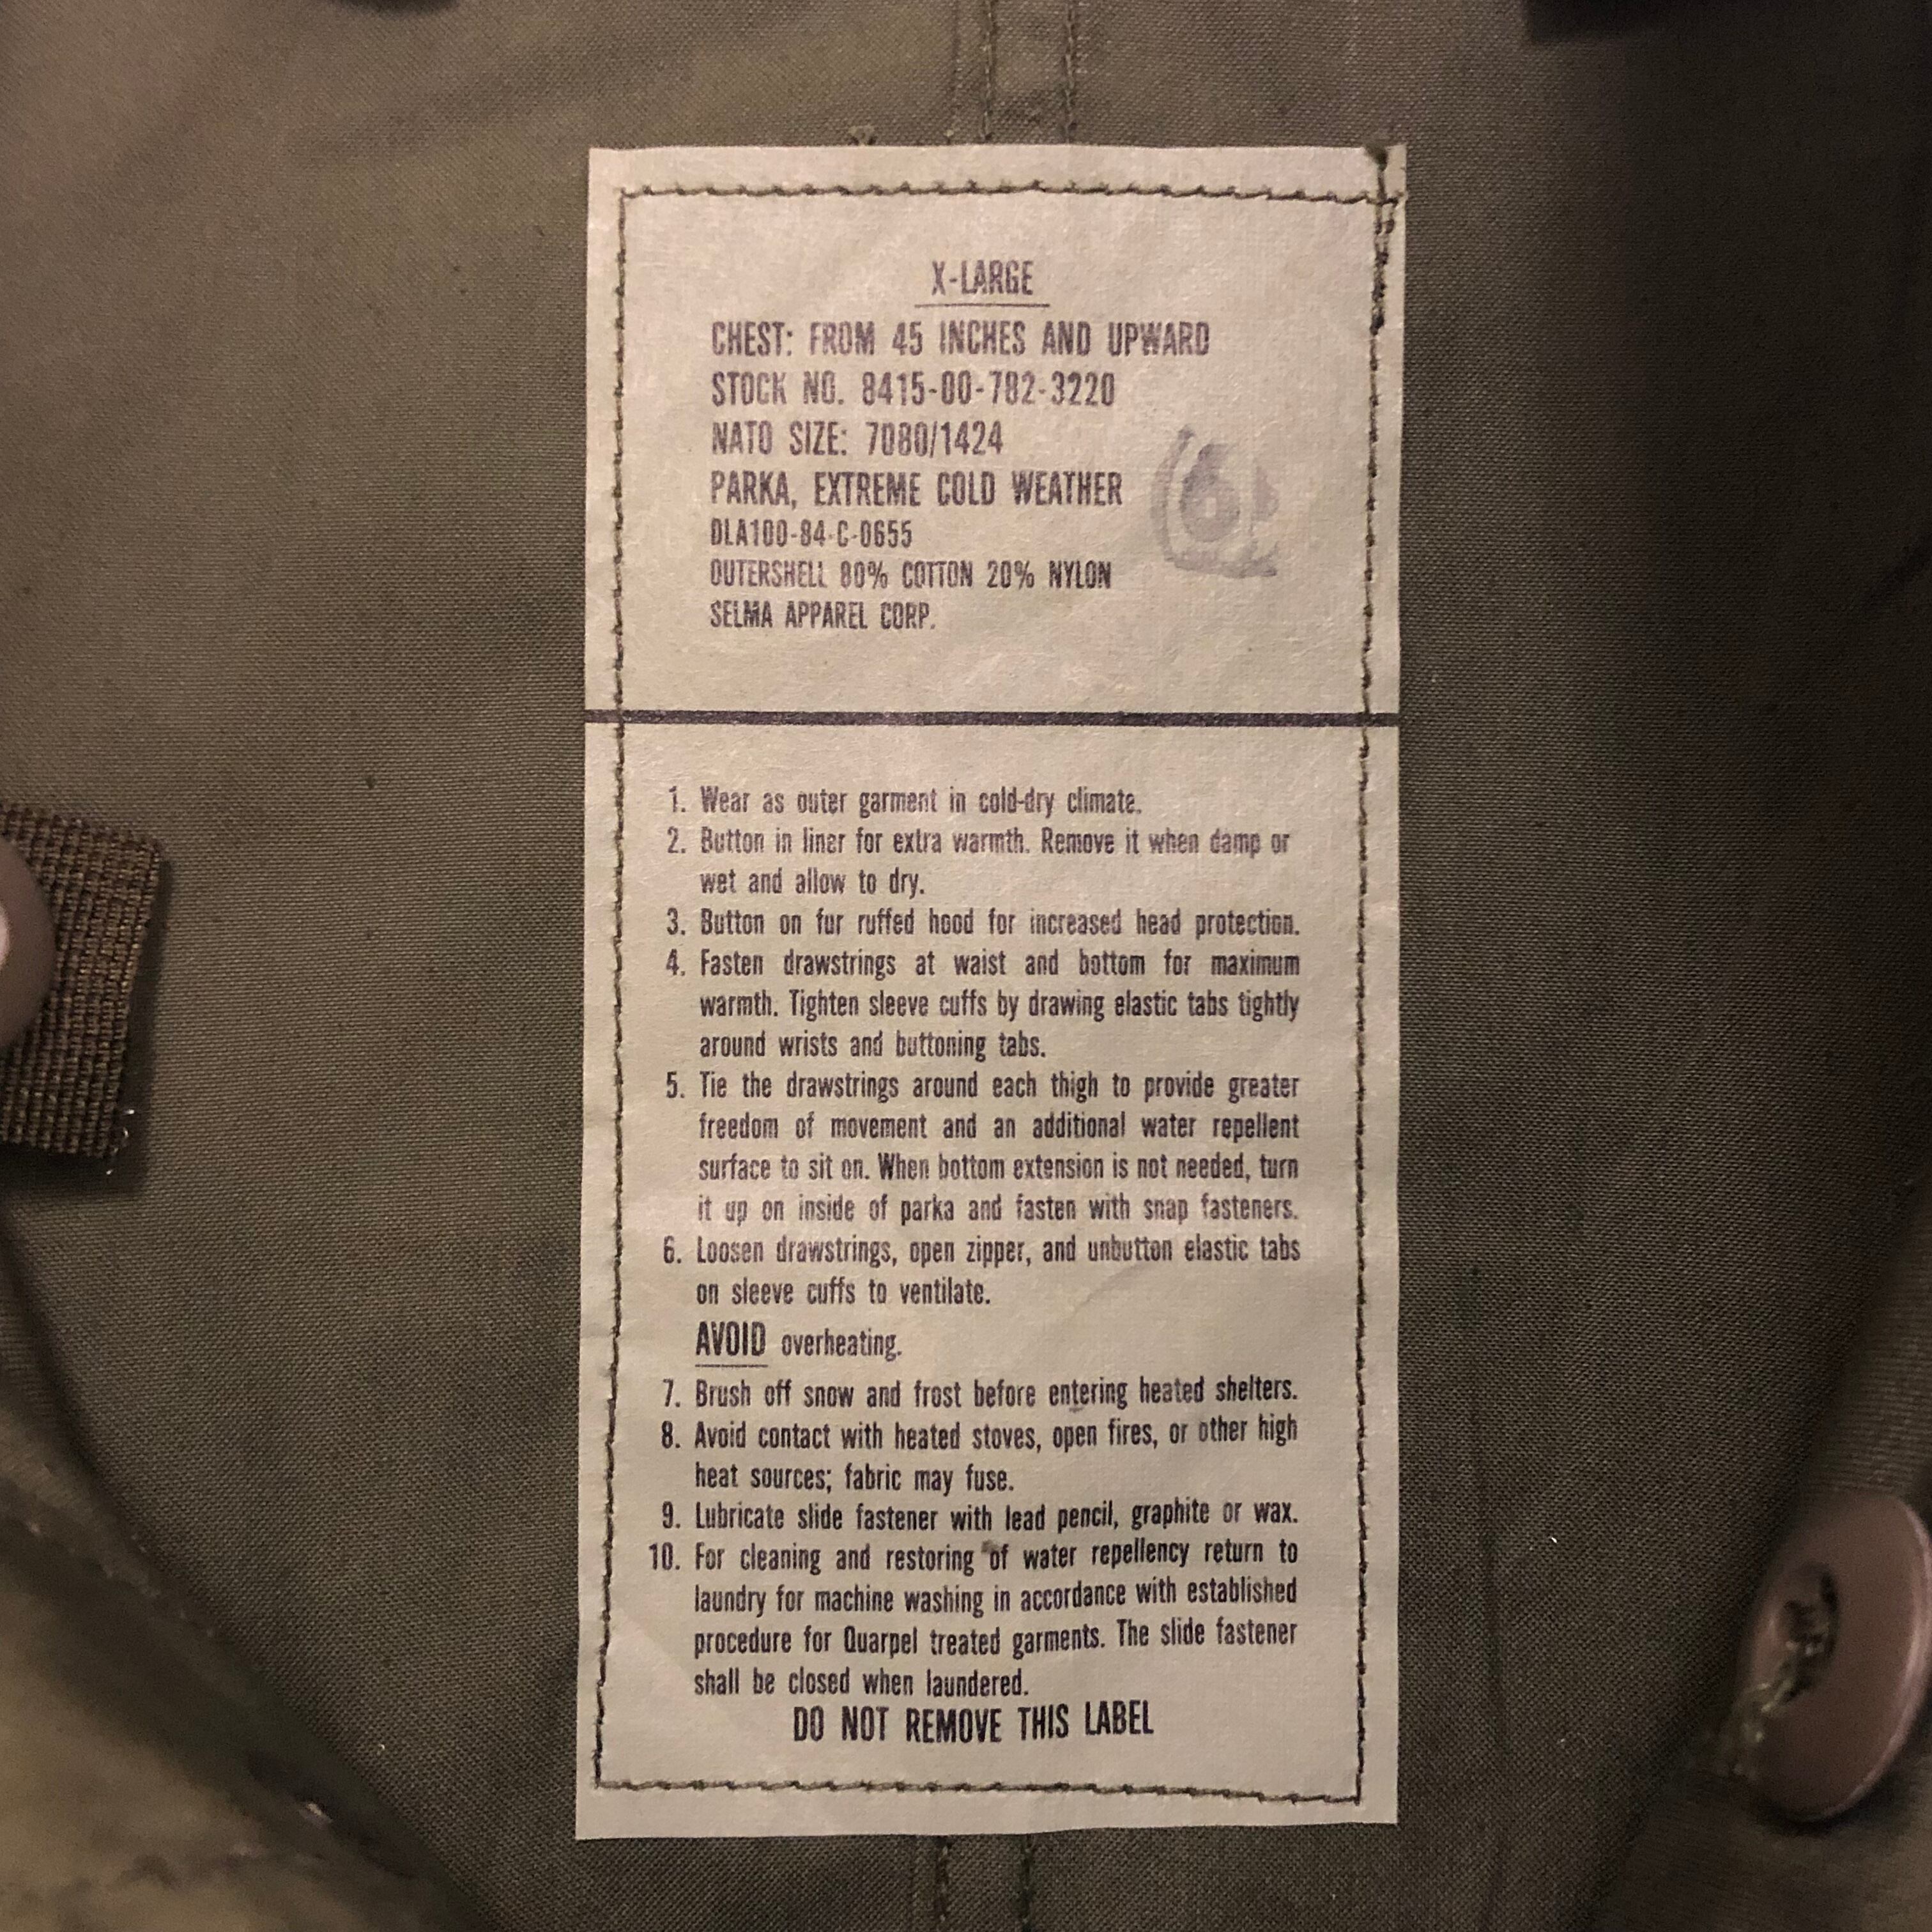 X-LARGE
CHEST: FROM 45 INCHES AND UPWARD
STOCK NO. 8415-00-782-3220
NATO SIZE: 7080/1424
PARKA, EXTREME COLD WEATHER
DLA100-84-C-0655
OUTERSHELL 80% COTTON 20% NYLON
SELMA APPAREL CORP.
6
1. Wear as outer garment in cold-dry climate.
2. Button in liner for extra warmth. Remove it when damp or
wet and allow to dry.
3. Button on fur ruffed hood for increased head protection.
4. Fasten drawstrings at waist and bottom for maximum
warmth. Tighten sleeve cuffs by drawing elastic tabs tightly
around wrists and buttoning tabs.
5. Tie the drawstrings around each thigh to provide greater
freedom of movement and an additional water repellent
surface to sit on. When bottom extension is not needed, turn
it up on inside of parka and fasten with snap fasteners.
6. Loosen drawstrings, open zipper, and unbutton elastic tabs
on sleeve cuffs to ventilate.
AVOID overheating.
7. Brush off snow and frost before entering heated shelters.
8. Avoid contact with heated stoves, open fires, or other high
heat sources; fabric may fuse.
9. Lubricate slide fastener with lead pencil, graphite or wax.
10. For cleaning and restoring of water repellency return to
laundry for machine washing in accordance with established
procedure for Quarpel treated garments. The slide fastener
shall be closed when laundered.
DO NOT REMOVE THIS LABEL